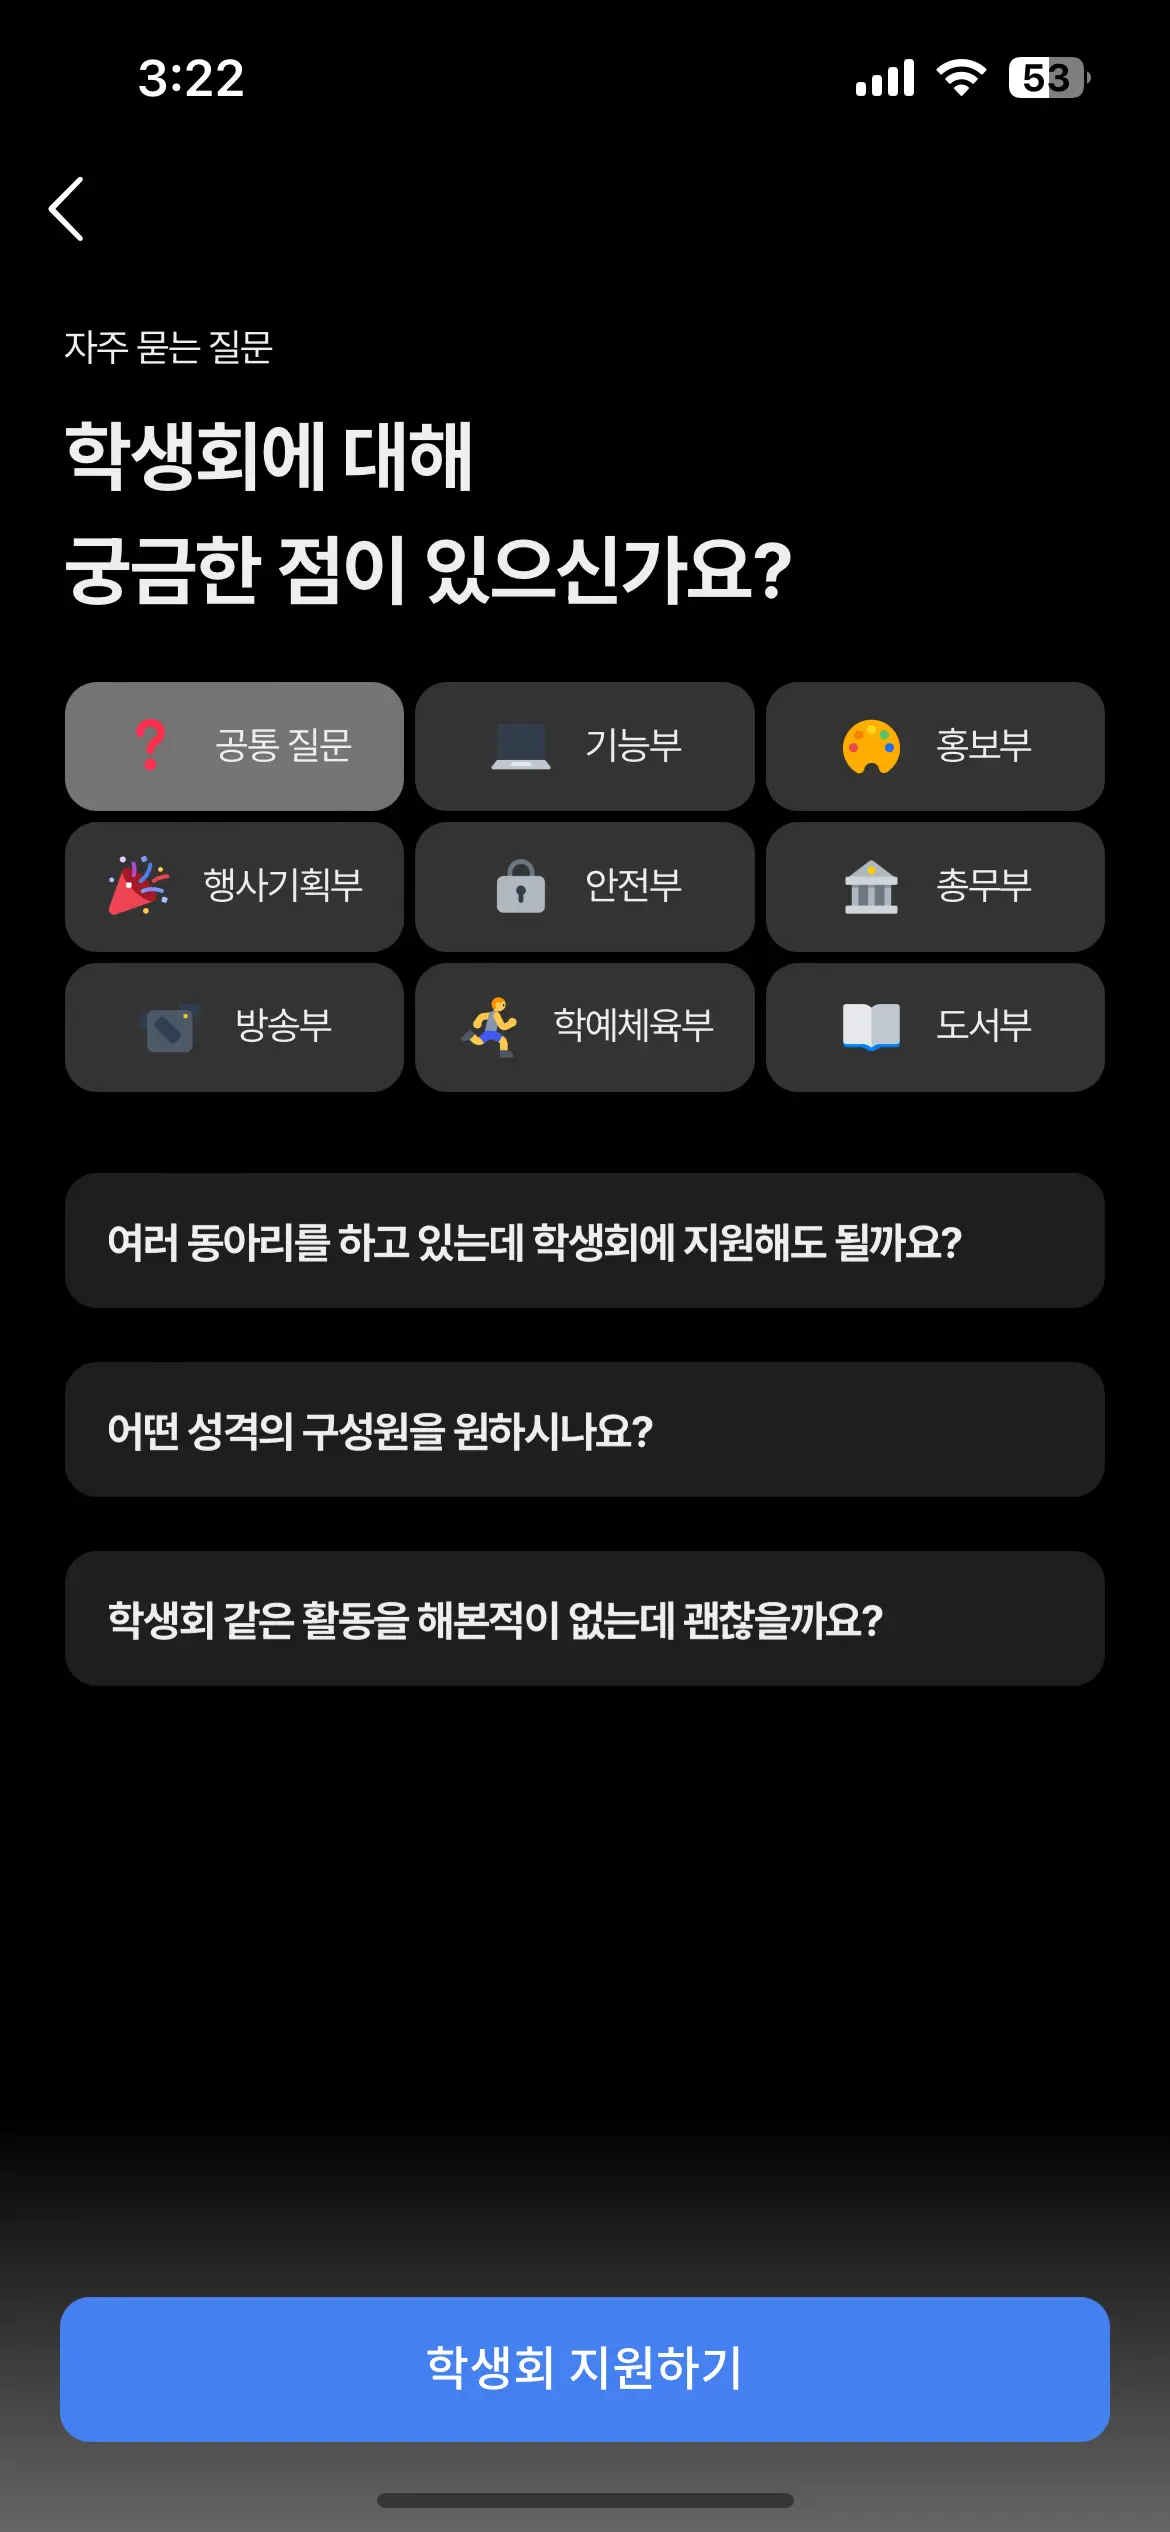 3:22
53
자주 묻는 질문
학생회에 대해
궁금한 점이 있으신가요?
공통 질문
기능부
홍보부
행사기획부
안전부
총무부
방송부
학예체육부
도서부
여러 동아리를 하고 있는데 학생회에 지원해도 될까요?
어떤 성격의 구성원을 원하시나요?
학생회 같은 활동을 해본적이 없는데 괜찮을까요?
학생회 지원하기